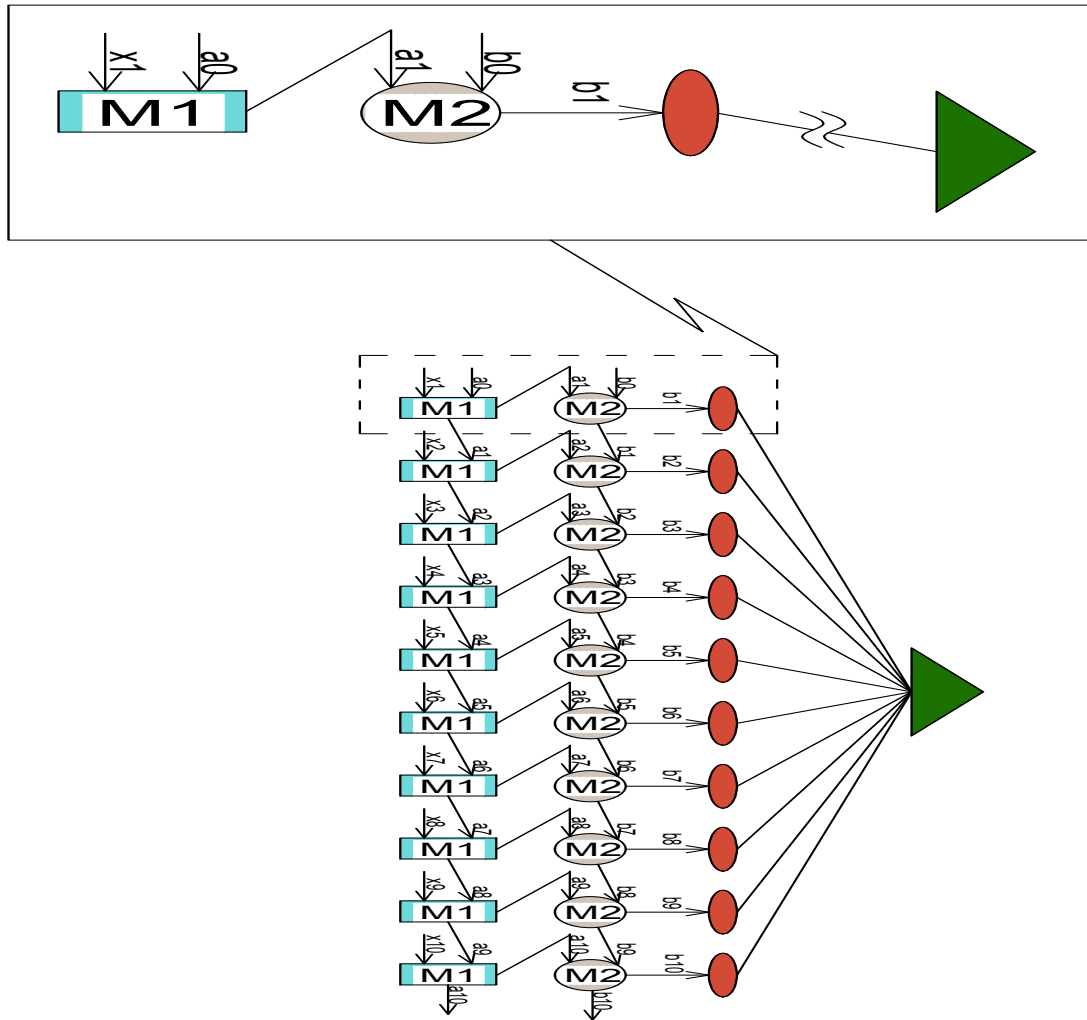 x1 a0 a1 b0
M1 M2 b1
x1 a0 a1 b0
M1 M2 b1
x2 a1 a2 b1
M1 M2 b2
x3 a2 a3 b2
M1 M2 b3
x4 a3 a4 b3
M1 M2 b4
x5 a4 a5 b4
M1 M2 b5
x6 a5 a6 b5
M1 M2 b6
x7 a6 a7 b6
M1 M2 b7
x8 a7 a8 b7
M1 M2 b8
x9 a8 a9 b8
M1 M2 b9
x10 a9 a10 b9
M1 M2 b10
a10 b10